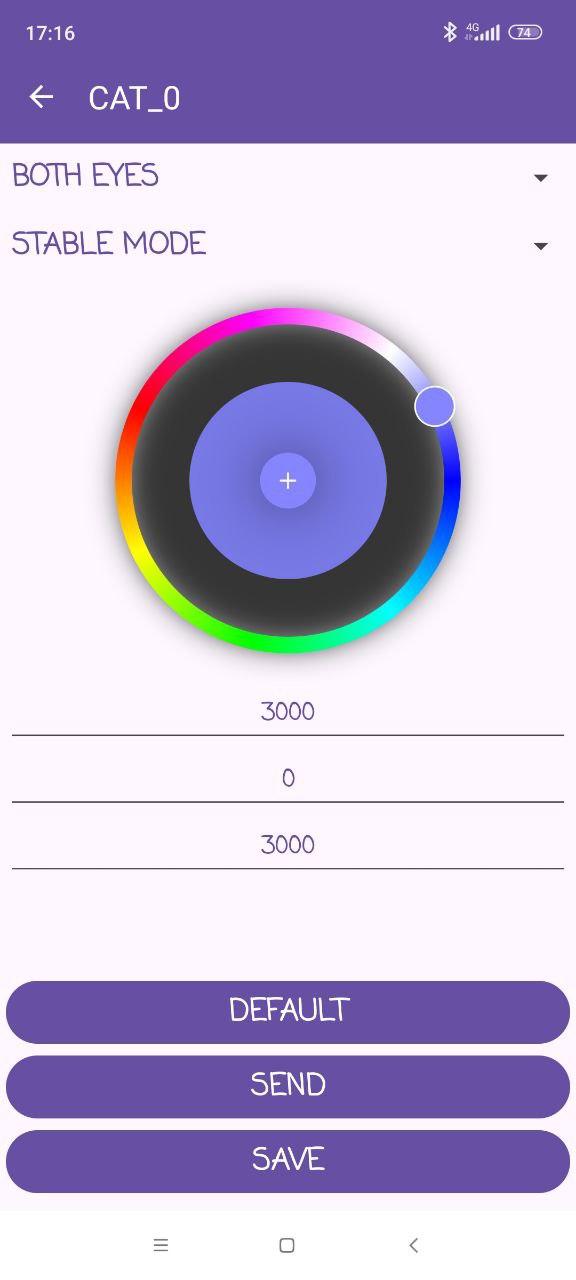 17:16
4G
74
CAT_0
BOTH EYES
STABLE MODE
+
3000
0
3000
DEFAULT
SEND
SAVE